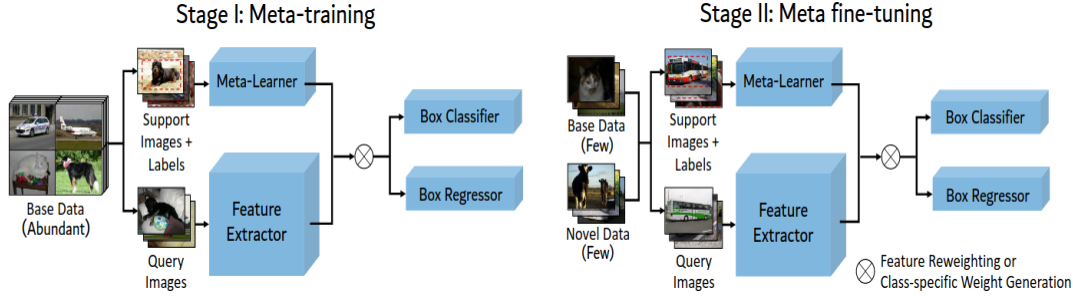 Stage I: Meta-training
Meta-Learner
Support
Images +
Labels
Box Classifier
Base Data
(Abundant)
Feature
Extractor
Box Regressor
Query
Images
Stage II: Meta fine-tuning
Meta-Learner
Base Data
(Few)
Support
Images +
Labels
Box Classifier
Novel Data
(Few)
Feature
Extractor
Box Regressor
Query
Images
Feature Reweighting or
Class-specific Weight Generation